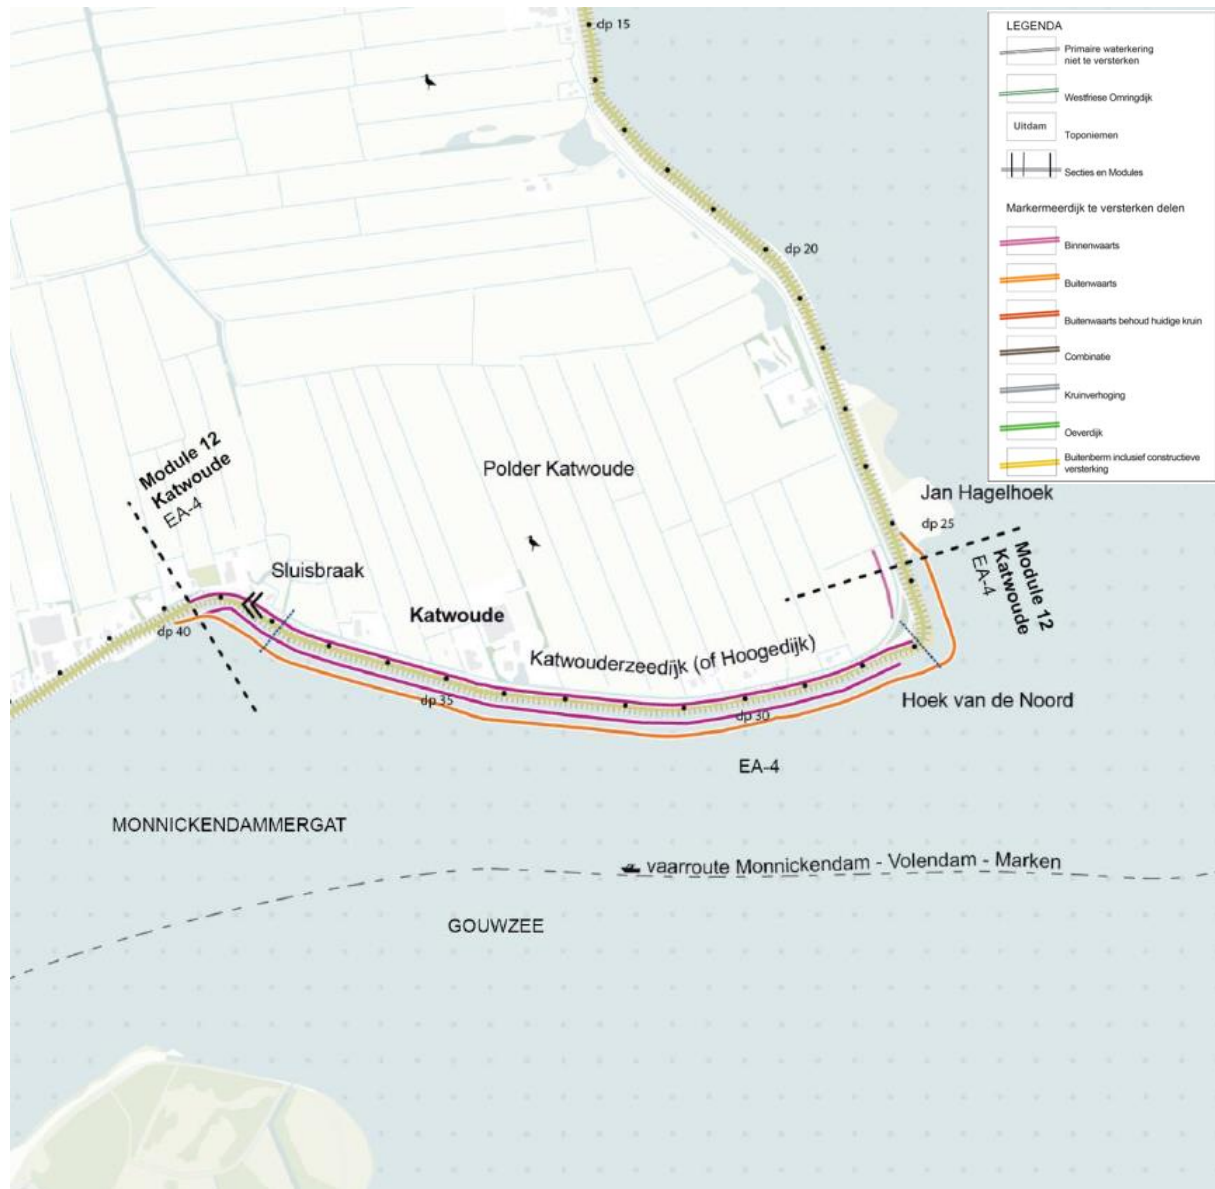 dp 15
LEGENDA
Primaire waterkering
niet te versterken
Westfriese Omringdijk
Uitdam
Toponiemen
Secties en Modules
Markermeerdijk te versterken delen
Binnenwaarts
Buitenwaarts
Buitenwaarts behoud huidige kruin
Combinatie
Kruinverhoging
Oeverdijk
Buitenberm inclusief constructieve
versterking
dp 20
Module 12
Katwoude
EA-4
Polder Katwoude
Jan Hagelhoek
dp 25
Module 12
Katwoude
EA-4
Sluisbraak
Katwoude
dp 40
Katwouderzeedijk (of Hoogedijk)
dp 35
dp 30
Hoek van de Noord
EA-4
MONNICKENDAMMERGAT
vaarroute Monnickendam - Volendam - Marken
GOUWZEE